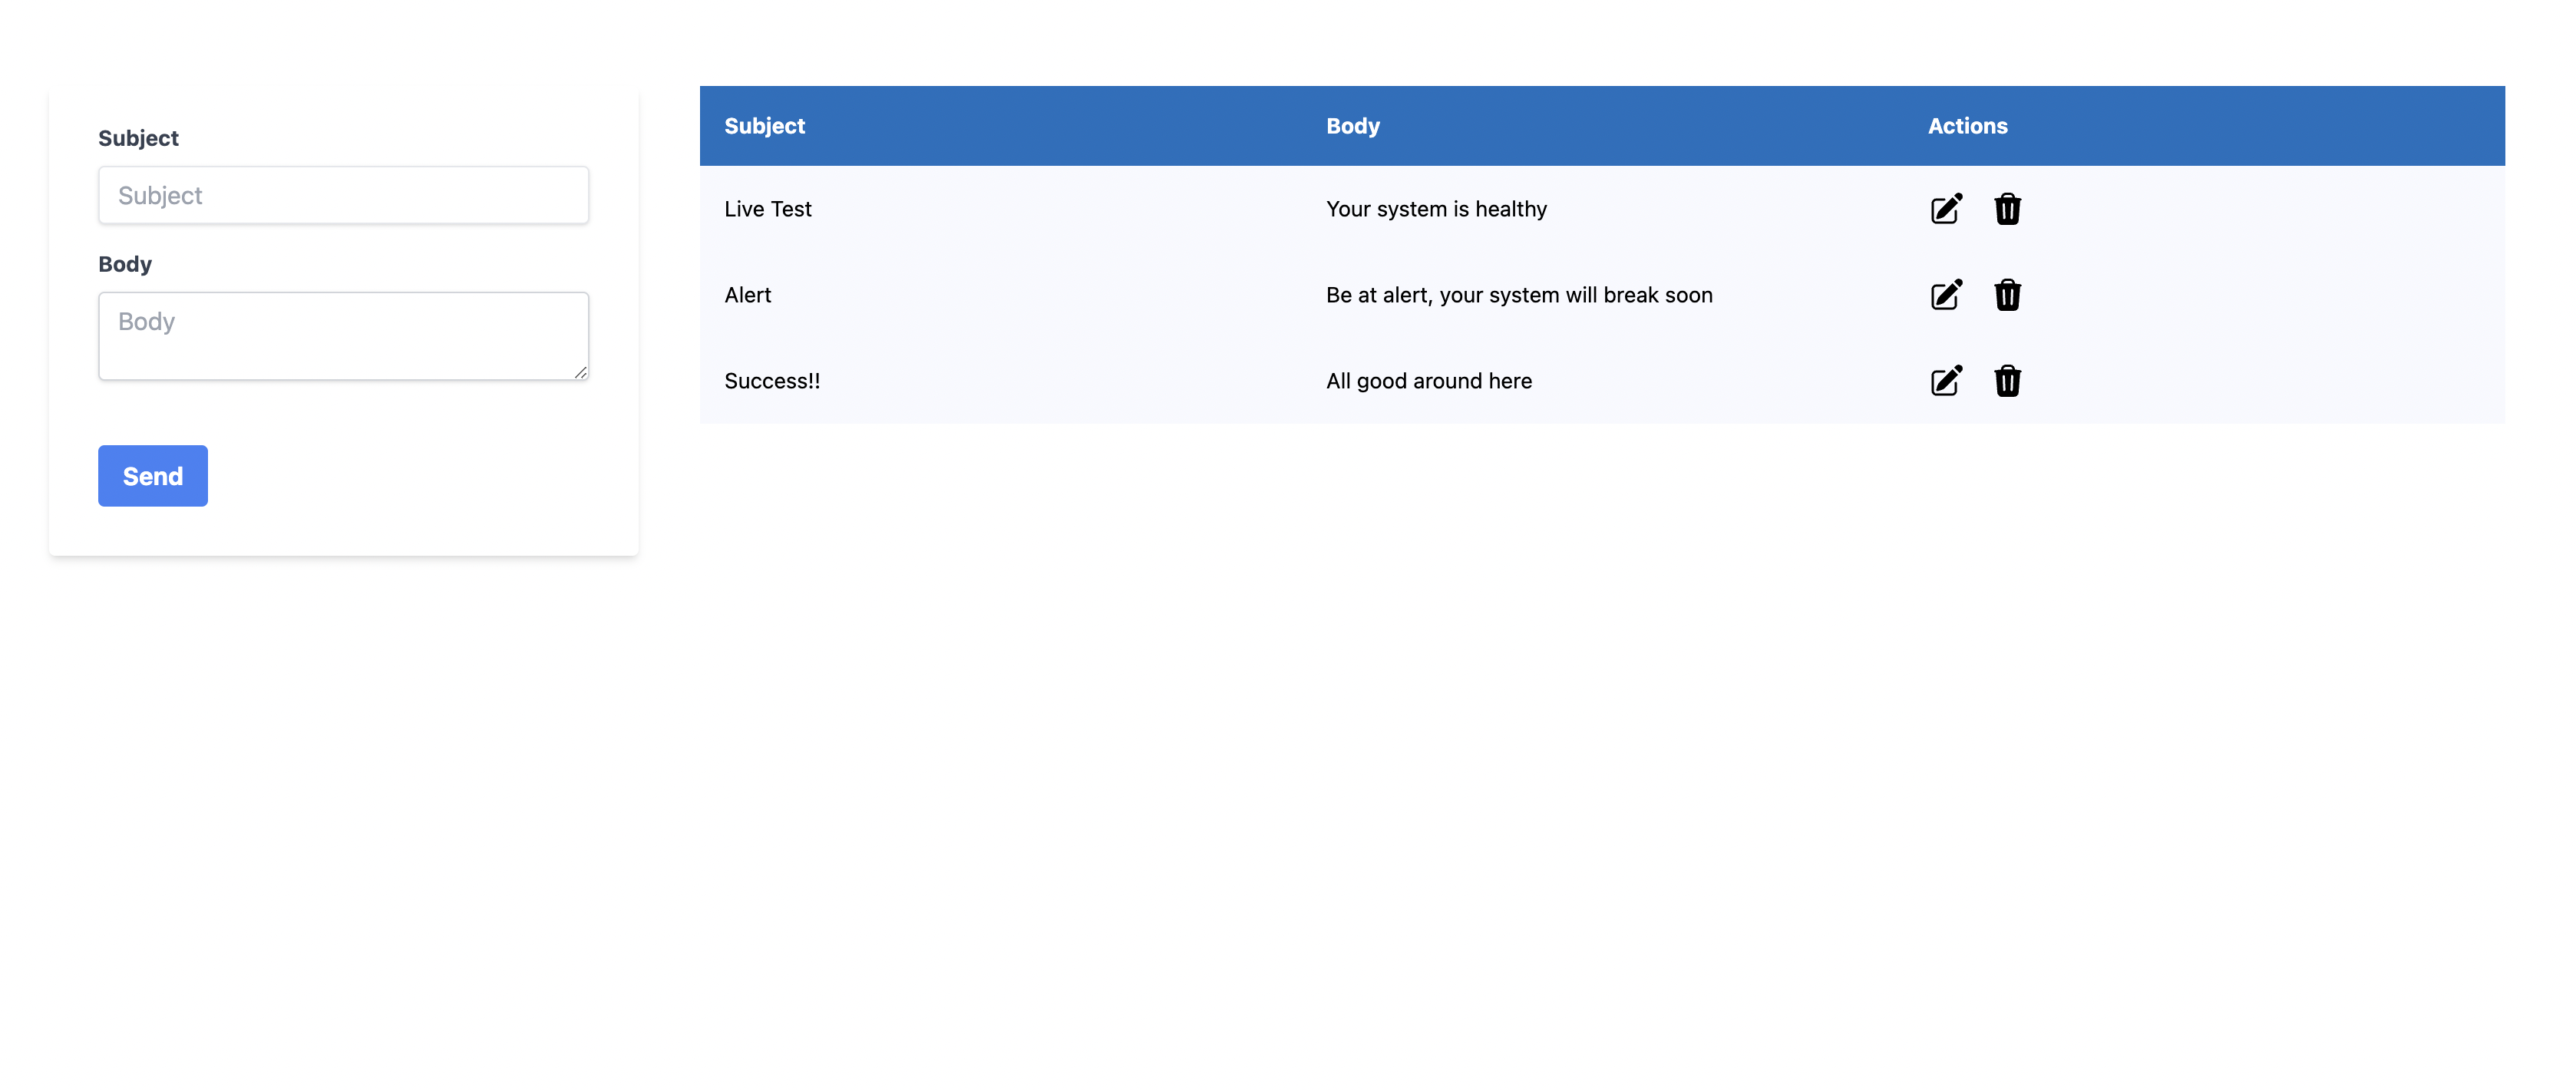 Subject
Subject
Body
Body
Send
Subject Body Actions
Live Test Your system is healthy
Alert Be at alert, your system will break soon
Success!! All good around here